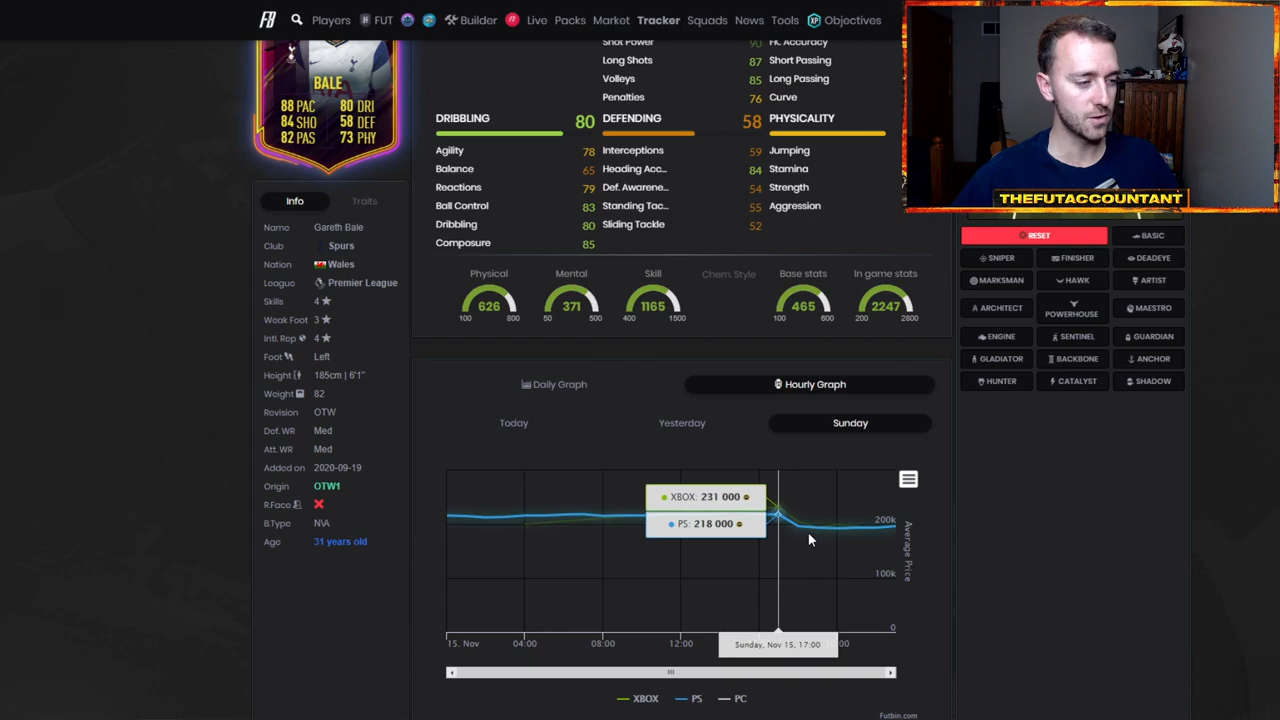 Players FUT Builder Live Packs Market Tracker Squads News Tools XP Objectives
BALE
88 PAC 80 DRI
84 SHO 58 DEF
82 PAS 73 PHY
Shot Power 90 FK. Accuracy
Long Shots 87 Short Passing
Volleys 85 Long Passing
Penalties 76 Curve
DRIBBLING 80 DEFENDING 58 PHYSICALITY
Agility 78 Interceptions 59 Jumping
Balance 65 Heading Acc... 84 Stamina
Reactions 79 Def. Awarene... 54 Strength
Ball Control 83 Standing Tac... 55 Aggression
Dribbling 80 Sliding Tackle 52
Composure 85
Physical Mental Skill Chem. Style Base stats In game stats
626 371 1165 465 2247
100 800 50 500 400 1500 100 600 200 2800
Info Traits
Name Gareth Bale
Club Spurs
Nation Wales
League Premier League
Skills 4
Weak Foot 3
Intl. Rep 4
Foot Left
Height 185cm | 6'1"
Weight 82
Revision OTW
Def. WR Med
Att. WR Med
Added on 2020-09-19
Origin OTW1
R.Face
B.Type N\A
Age 31 years old
Daily Graph Hourly Graph
Today Yesterday Sunday
XBOX: 231 000
PS: 218 000
200k
100k
0
Average Price
15. Nov 04:00 08:00 12:00
Sunday, Nov 15, 17:00
XBOX PS PC
Futbin.com
THEFUTACCOUNTANT
RESET BASIC
SNIPER FINISHER DEADEYE
MARKSMAN HAWK ARTIST
ARCHITECT POWERHOUSE MAESTRO
ENGINE SENTINEL GUARDIAN
GLADIATOR BACKBONE ANCHOR
HUNTER CATALYST SHADOW